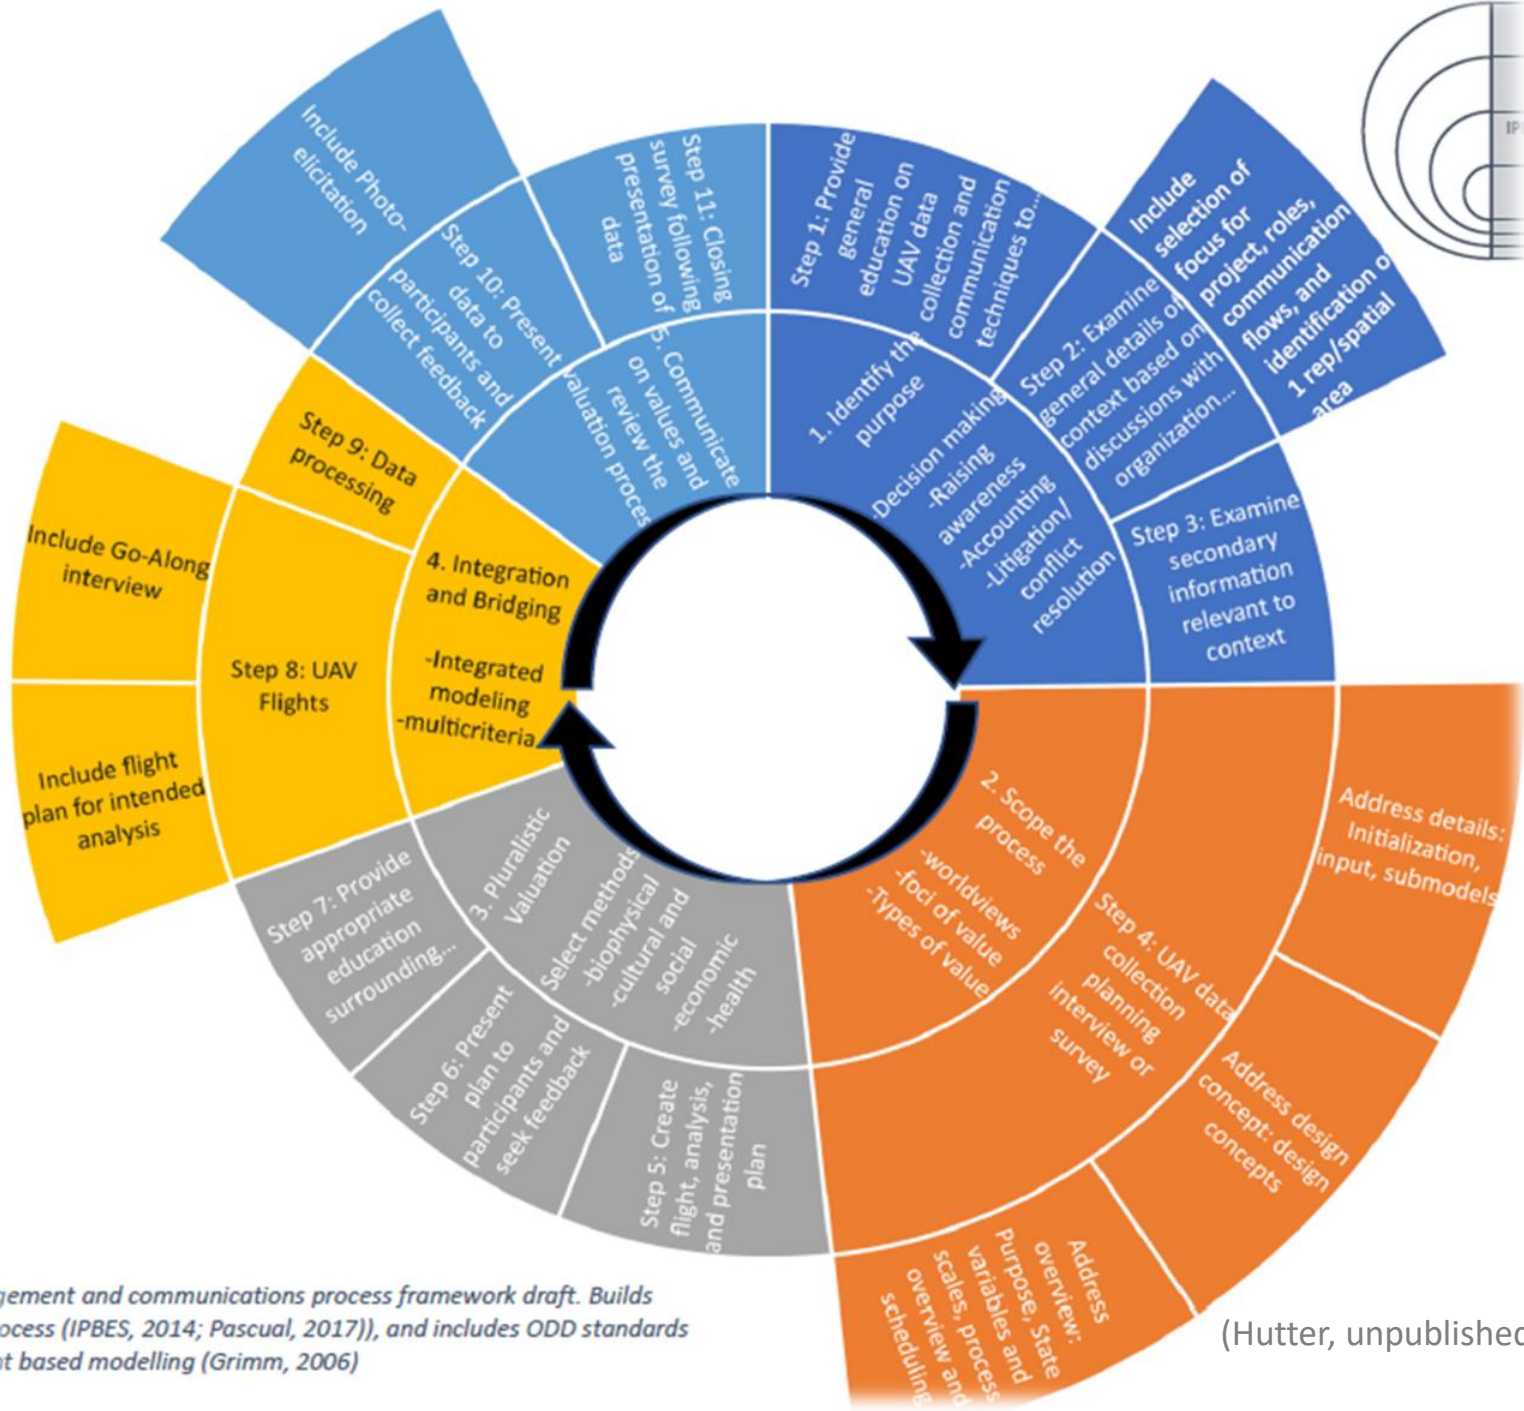 Step 1: Provide
general
education on
UAV data
collection and
communication
techniques to...
Include
selection of
focus for
project, roles,
communication
flows, and
identification o
1 rep/spatial
area
Step 2: Examine
general details of
context based on
discussions with
organization...
Step 3: Examine
secondary
information
relevant to
context
1. Identify the
purpose
-Decision making
-Raising
awareness
-Accounting
-Litigation/
conflict
resolution
2. Scope the
process
-worldviews
-foci of value
-Types of value
Step 4: UAV data
collection
planning
interview or
survey
Address details:
Initialization,
input, submodels
Address design
concept: design
concepts
Address
overview:
Purpose, State
variables and
scales, process
overview and
scheduling
3. Pluralistic
Valuation
Select methods
-biophysical
-cultural and
social
-economic
-health
Step 5: Create
flight, analysis,
and presentation
plan
Step 6: Present
plan to
participants and
seek feedback
Step 7: Provide
appropriate
education
surrounding...
4. Integration
and Bridging
-Integrated
modeling
-multicriteria
Step 8: UAV
Flights
Include flight
plan for intended
analysis
Include Go-Along
interview
Step 9: Data
processing
5. Communicate
on values and
review the
valuation proces
Step 10: Present
data to
participants and
collect feedback
Include Photo-
elicitation
Step 11: Closing
survey following
presentation of
data
IP
gement and communications process framework draft. Builds
ocess (IPBES, 2014; Pascual, 2017)), and includes ODD standards
nt based modelling (Grimm, 2006)
(Hutter, unpublished